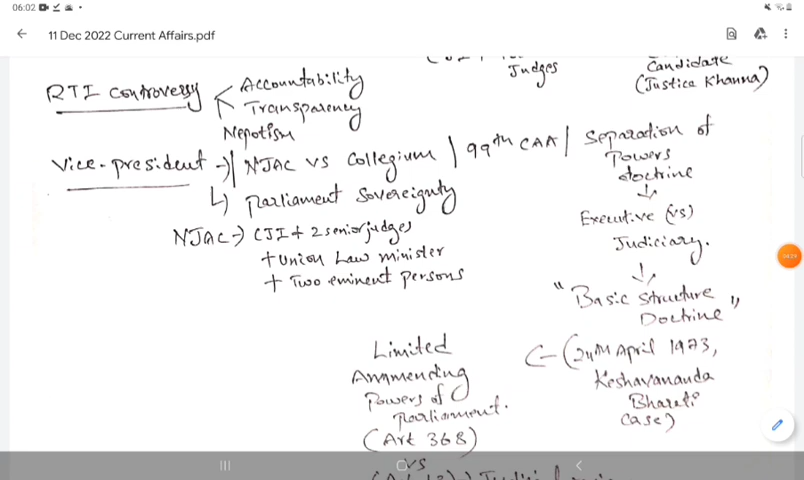 06:02
11 Dec 2022 Current Affairs.pdf
Judges
Candidate
(Justice Khanna)
RTI Controversy
Accountability
Transparency
Nepotism
Vice-president → | NJAC vs Collegium | 99th CAA |
↳ Parliament Sovereignty
NJAC → CJI + 2 senior judges
+ Union Law minister
+ Two eminent persons
Separation of
Powers
doctrine
↓
Executive (vs)
Judiciary.
↓
"Basic Structure
Doctrine"
← (24th April 1973,
Keshavananda
Bharati
case)
Limited
Ammending
Powers of
Parliament.
(Art 368)
vs